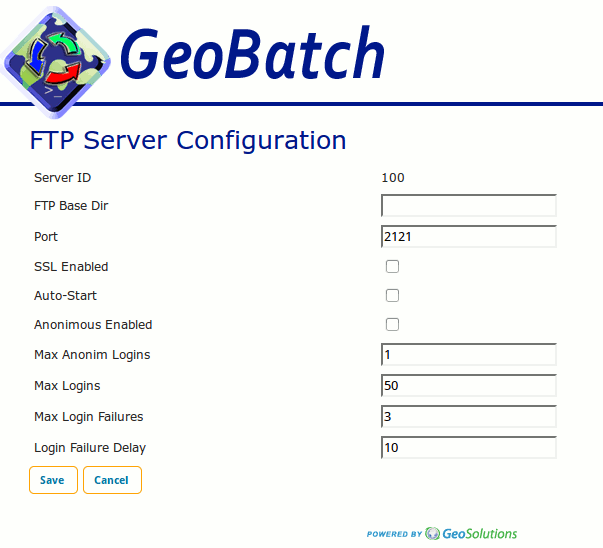 GeoBatch
>_
FTP Server Configuration
Server ID 100
FTP Base Dir
Port 2121
SSL Enabled
Auto-Start
Anonimous Enabled
Max Anonim Logins 1
Max Logins 50
Max Login Failures 3
Login Failure Delay 10
Save Cancel
POWERED BY GeoSolutions